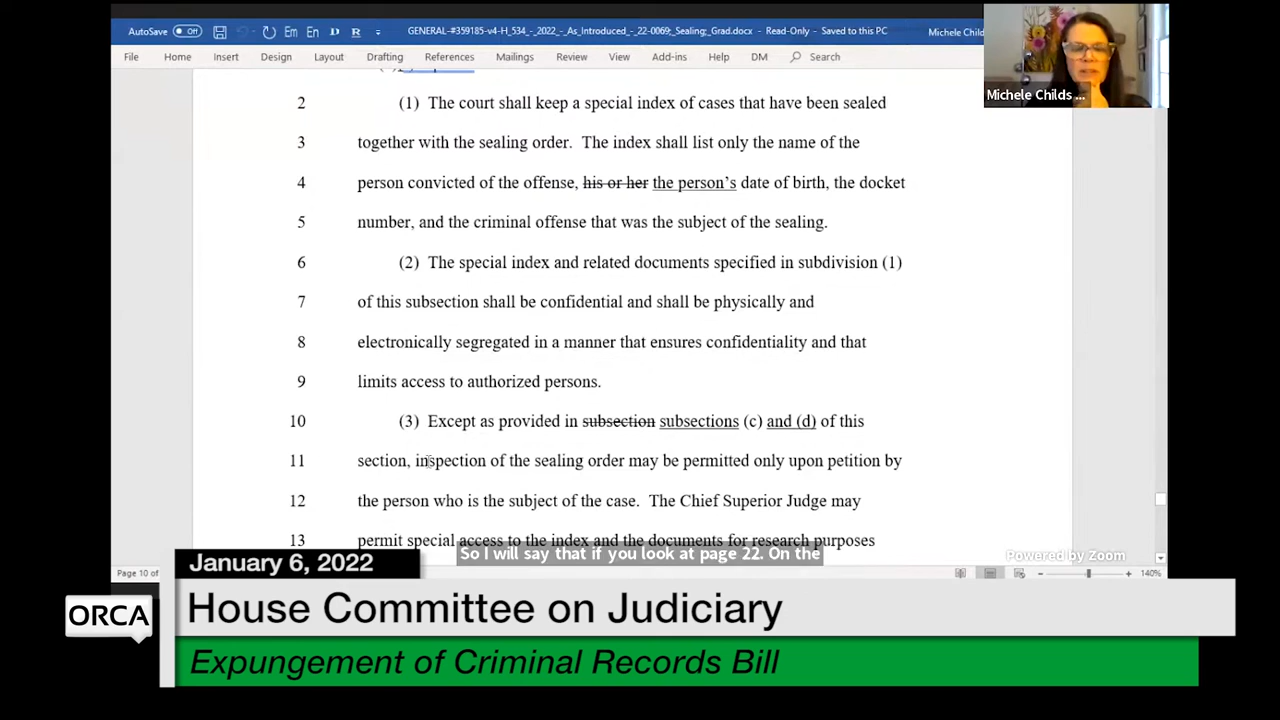 AutoSave Off Em En D R GENERAL-#359185-v4-H_534_-_2022_-_As_Introduced_-_22-0069;_Sealing;_Grad.docx - Read-Only - Saved to this PC Michele Child
File Home Insert Design Layout Drafting References Mailings Review View Add-ins Help DM Search
Michele Childs ...
2 (1) The court shall keep a special index of cases that have been sealed
3 together with the sealing order. The index shall list only the name of the
4 person convicted of the offense, his or her the person's date of birth, the docket
5 number, and the criminal offense that was the subject of the sealing.
6 (2) The special index and related documents specified in subdivision (1)
7 of this subsection shall be confidential and shall be physically and
8 electronically segregated in a manner that ensures confidentiality and that
9 limits access to authorized persons.
10 (3) Except as provided in subsection subsections (c) and (d) of this
11 section, inspection of the sealing order may be permitted only upon petition by
12 the person who is the subject of the case. The Chief Superior Judge may
13 permit special access to the index and the documents for research purposes
So I will say that if you look at page 22. On the
Powered by Zoom
Page 10 of
140%
January 6, 2022
ORCA
House Committee on Judiciary
Expungement of Criminal Records Bill